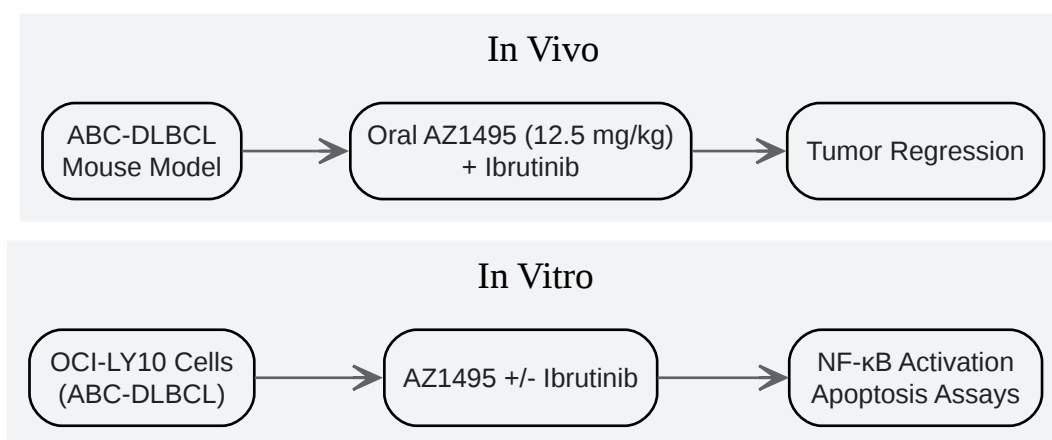 In Vivo
ABC-DLBCL
Mouse Model
Oral AZ1495 (12.5 mg/kg)
+ Ibrutinib
Tumor Regression
In Vitro
OCI-LY10 Cells
(ABC-DLBCL)
AZ1495 +/- Ibrutinib
NF-κB Activation
Apoptosis Assays